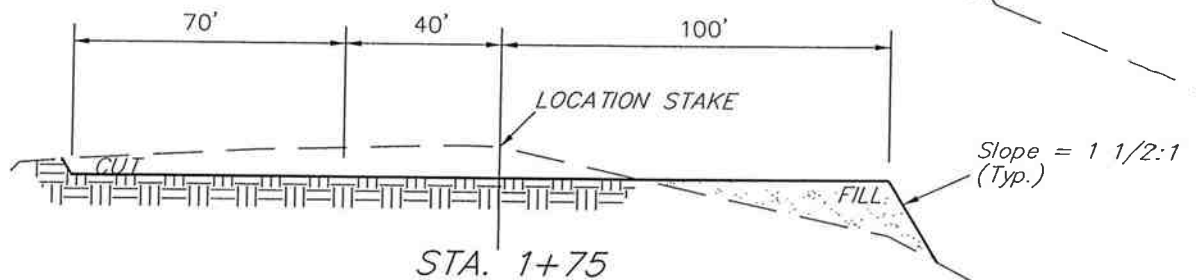 70' 40' 100'
LOCATION STAKE
Slope = 1 1/2:1
(Typ.)
CUT
FILL
STA. 1+75